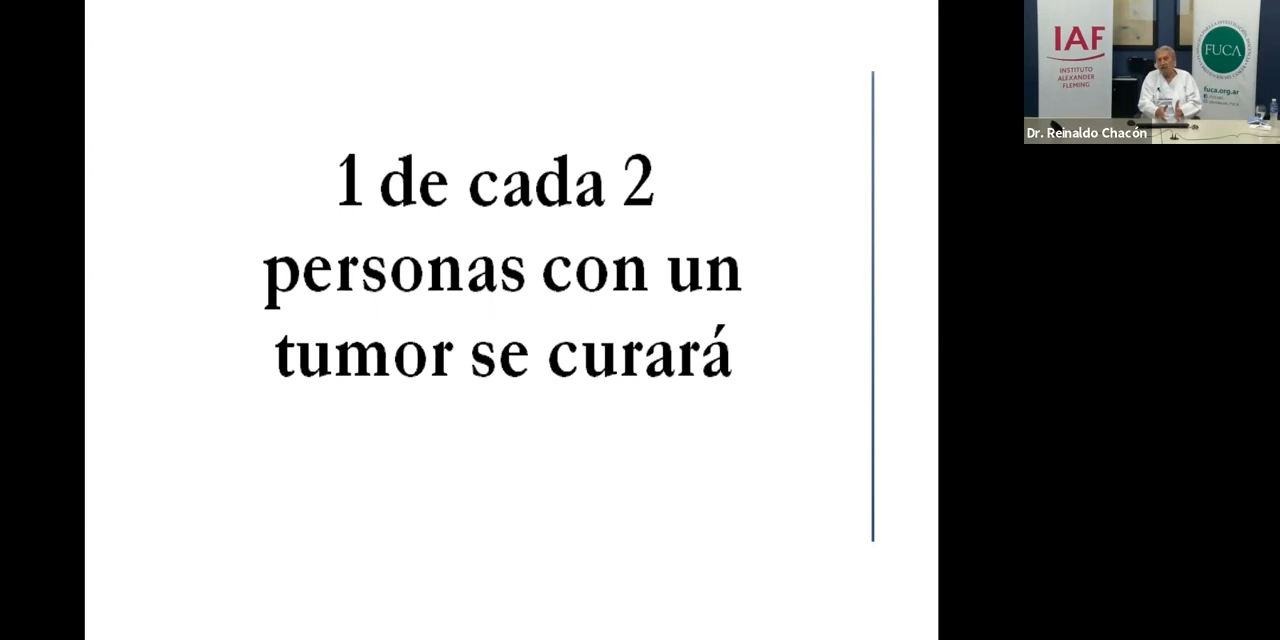 1 de cada 2
personas con un
tumor se curará
IAF
INSTITUTO
ALEXANDER
FLEMING
FUCA
fuca.org.ar
Dr. Reinaldo Chacón